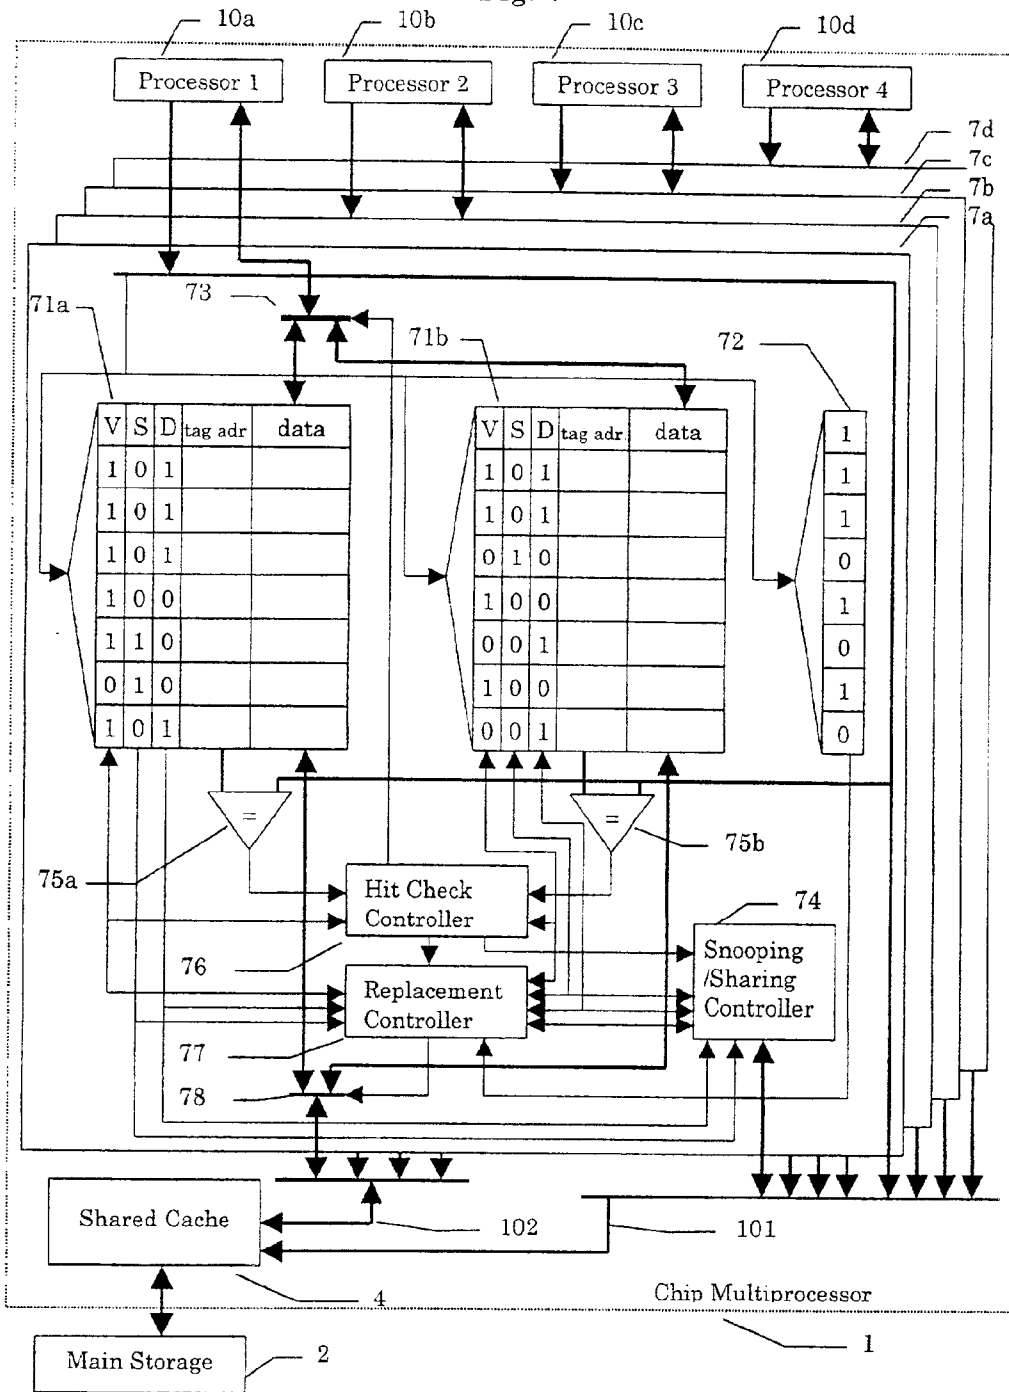 10a 10b 10c 10d
Processor 1 Processor 2 Processor 3 Processor 4
7d
7c
7b
7a
73
71a 71b 72
V S D tag adr data V S D tag adr data 1
1 0 1 1 0 1 1
1 0 1 1 0 1 1
1 0 1 0 1 0 0
1 0 0 1 0 0 1
1 1 0 0 0 1 0
0 1 0 1 0 0 1
1 0 1 0 0 1 0
= =
75a 75b
Hit Check
Controller
74
76
Snooping
/Sharing
Controller
Replacement
Controller
77
78
Shared Cache
102 101
4
Chip Multiprocessor
1
Main Storage 2